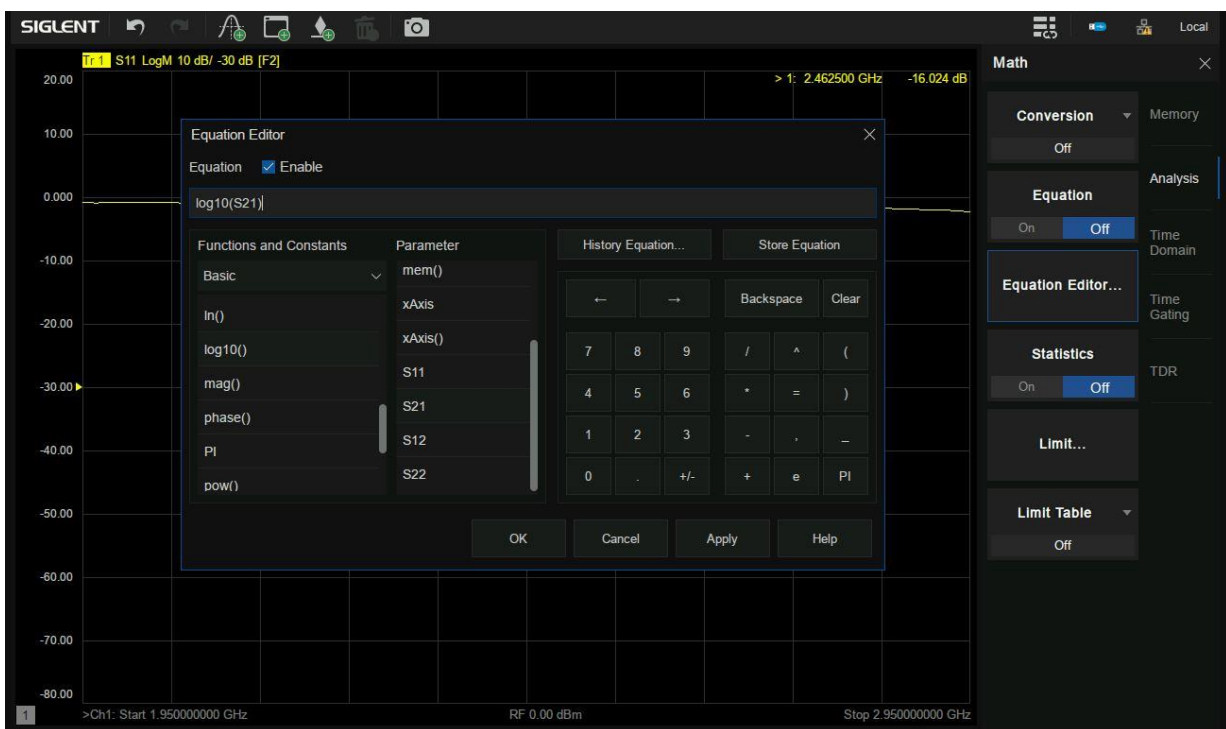 SIGLENT
Local
Tr 1 S11 LogM 10 dB/ -30 dB [F2]
> 1: 2.462500 GHz -16.024 dB
20.00
10.00
0.000
-10.00
-20.00
-30.00
-40.00
-50.00
-60.00
-70.00
-80.00
Equation Editor
Equation Enable
log10(S21)
Functions and Constants
Basic
ln()
log10()
mag()
phase()
PI
pow()
Parameter
mem()
xAxis
xAxis()
S11
S21
S12
S22
History Equation... Store Equation
← → Backspace Clear
7 8 9 / ^ (
4 5 6 * = )
1 2 3 - , _
0 . +/- + e PI
OK Cancel Apply Help
Math
Conversion
Off
Equation
On Off
Equation Editor...
Statistics
On Off
Limit...
Limit Table
Off
Memory
Analysis
Time
Domain
Time
Gating
TDR
1 >Ch1: Start 1.950000000 GHz RF 0.00 dBm Stop 2.950000000 GHz